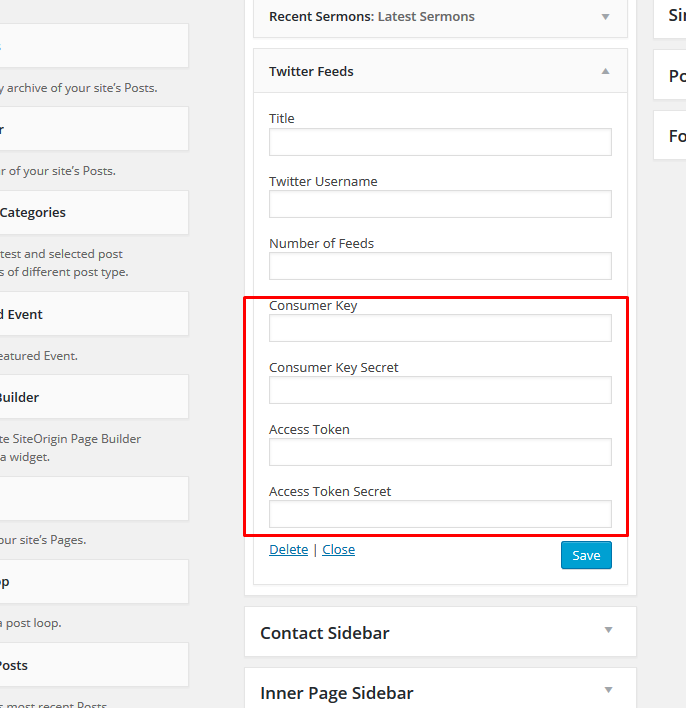 s
y archive of your site's Posts.
r
r of your site's Posts.
Categories
test and selected post
s of different post type.
d Event
eatured Event.
Builder
te SiteOrigin Page Builder
a widget.
our site's Pages.
op
a post loop.
Posts
s most recent Posts
Recent Sermons: Latest Sermons
Twitter Feeds
Title
Twitter Username
Number of Feeds
Consumer Key
Consumer Key Secret
Access Token
Access Token Secret
Delete | Close
Save
Contact Sidebar
Inner Page Sidebar
Si
Po
Fo